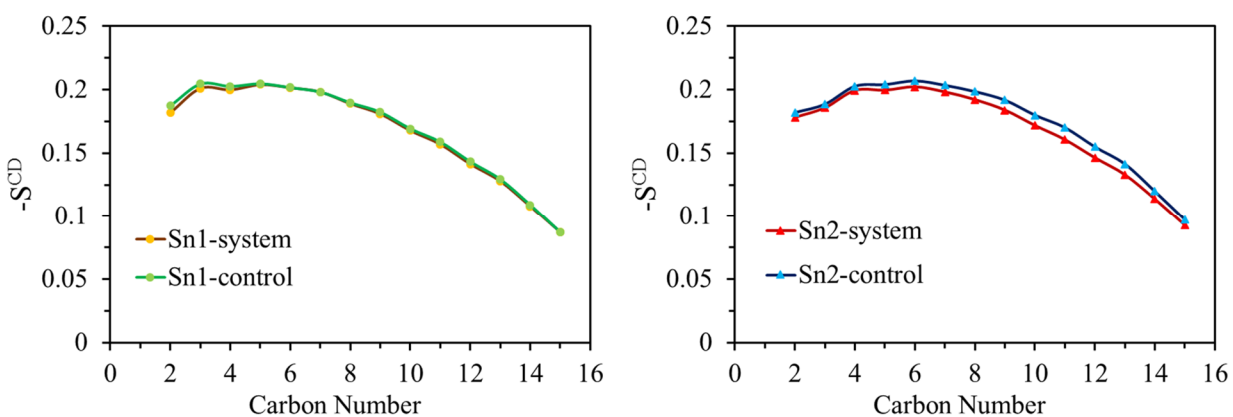 0.25
0.2
0.15
0.1
0.05
0
-S^CD
Sn1-system
Sn1-control
0 2 4 6 8 10 12 14 16
Carbon Number
0.25
0.2
0.15
0.1
0.05
0
-S^CD
Sn2-system
Sn2-control
0 2 4 6 8 10 12 14 16
Carbon Number